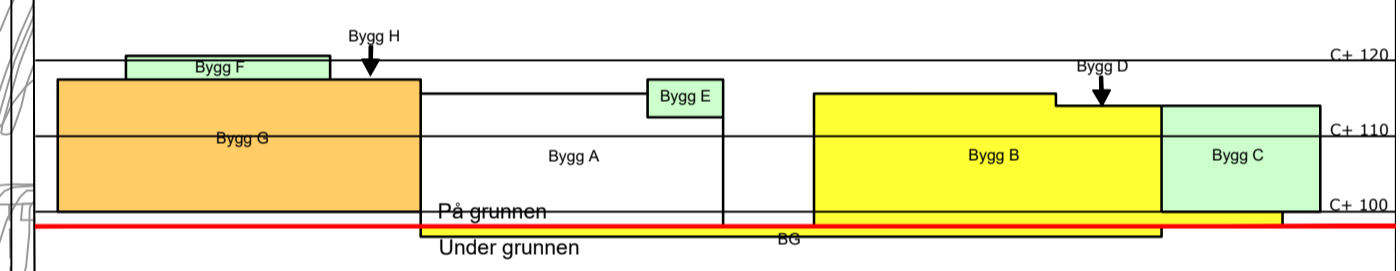 Bygg H
C+ 120
Bygg F
Bygg D
Bygg E
C+ 110
Bygg G
Bygg A
Bygg B
Bygg C
C+ 100
På grunnen
BG
Under grunnen